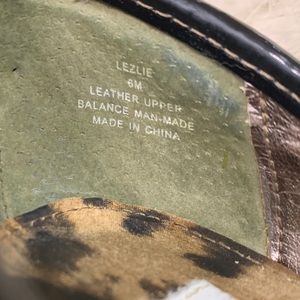 LEZLIE
6M
LEATHER UPPER
BALANCE MAN-MADE
MADE IN CHINA